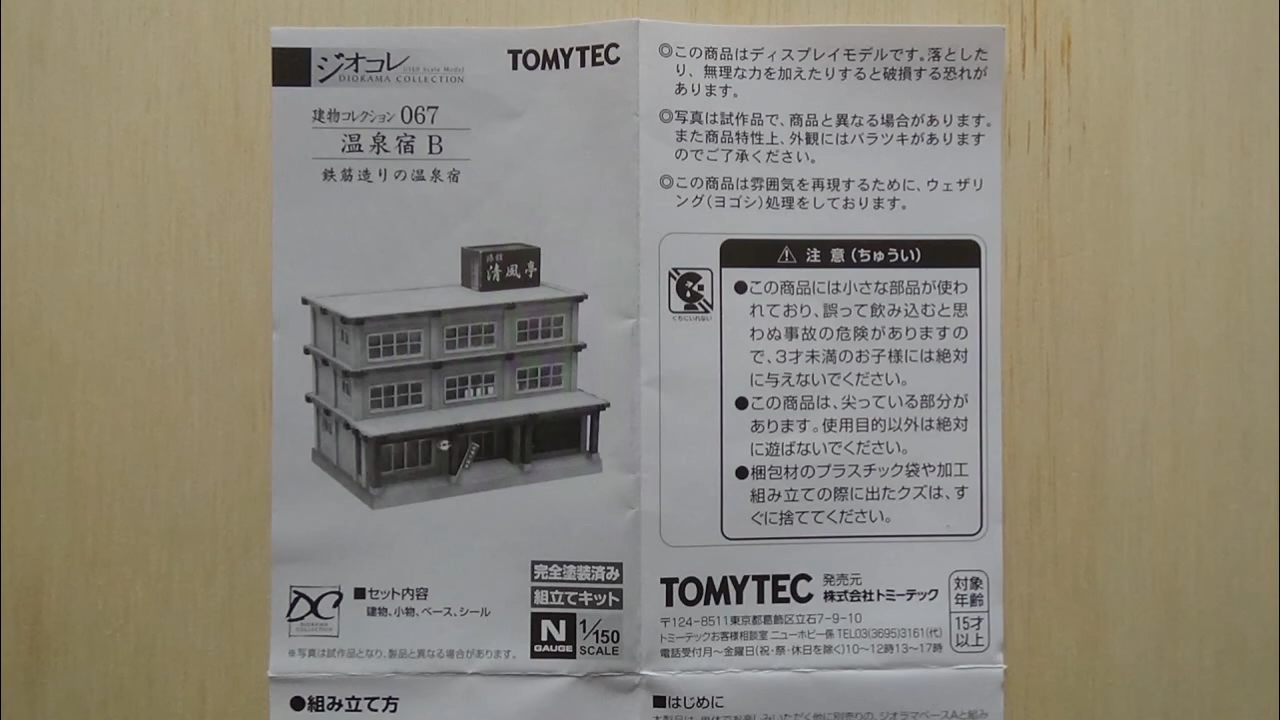 ジオコレ
1/150 Scale Model
DIORAMA COLLECTION
TOMYTEC
建物コレクション 067
温泉宿 B
鉄筋造りの温泉宿
清風亭
DC
DIORAMA COLLECTION
■セット内容
建物、小物、ベース、シール
完全塗装済み
組立てキット
N GAUGE 1/150 SCALE
※写真は試作品となり、製品と異なる場合があります。
●組み立て方
◎この商品はディスプレイモデルです。落とした
り、無理な力を加えたりすると破損する恐れが
あります。
◎写真は試作品で、商品と異なる場合があります。
また商品特性上、外観にはバラツキがあります
のでご了承ください。
◎この商品は雰囲気を再現するために、ウェザリ
ング(ヨゴシ)処理をしております。
⚠ 注 意 (ちゅうい)
くちにいれない
●この商品には小さな部品が使わ
れており、誤って飲み込むと思
わぬ事故の危険がありますの
で、3才未満のお子様には絶対
に与えないでください。
●この商品は、尖っている部分が
あります。使用目的以外は絶対
に遊ばないでください。
●梱包材のプラスチック袋や加工
組み立ての際に出たクズは、す
ぐに捨ててください。
TOMYTEC 発売元
株式会社トミーテック
〒124-8511東京都葛飾区立石7-9-10
トミーテックお客様相談室 ニューホビー係 TEL03(3695)3161(代)
電話受付月〜金曜日(祝・祭・休日を除く)10〜12時13〜17時
対象
年齢
15才
以上
■はじめに